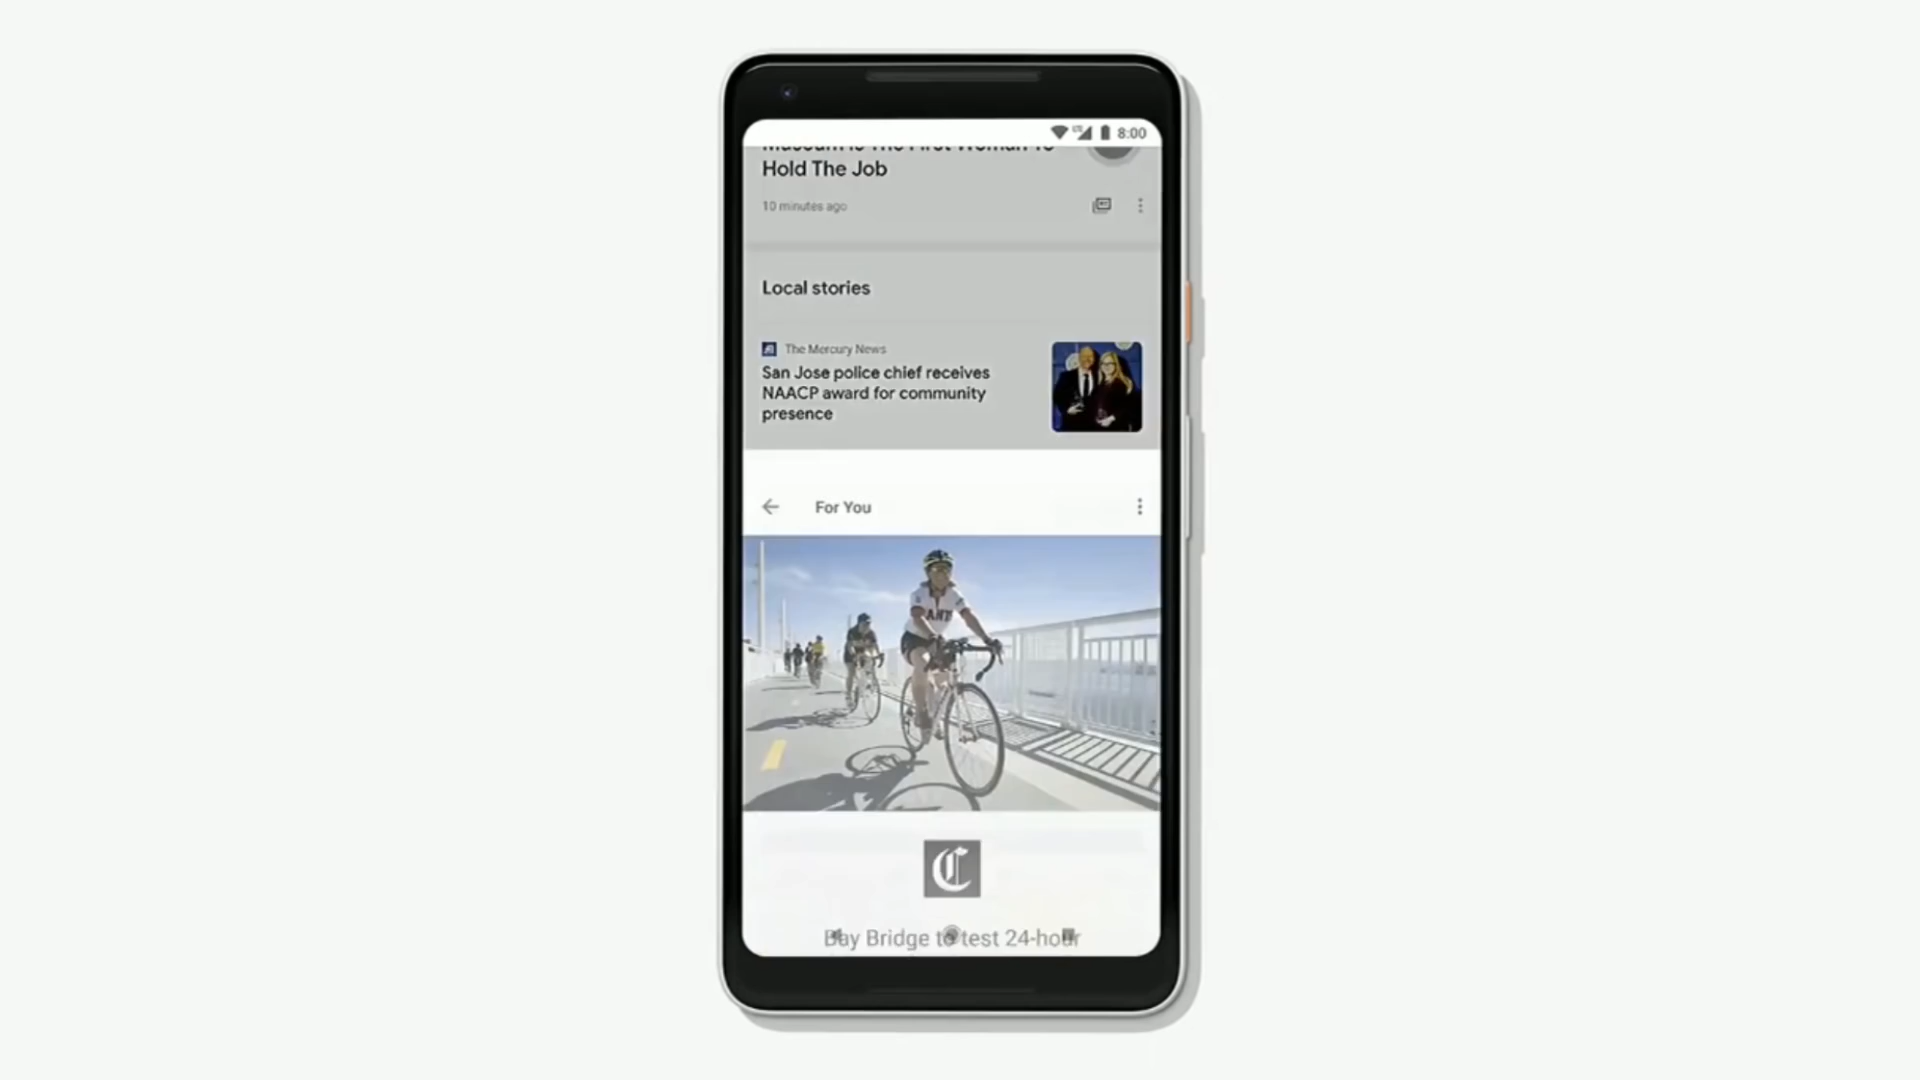 8:00
Museum Is The First Woman To
Hold The Job
10 minutes ago
Local stories
The Mercury News
San Jose police chief receives
NAACP award for community
presence
For You
C
Bay Bridge to test 24-hour